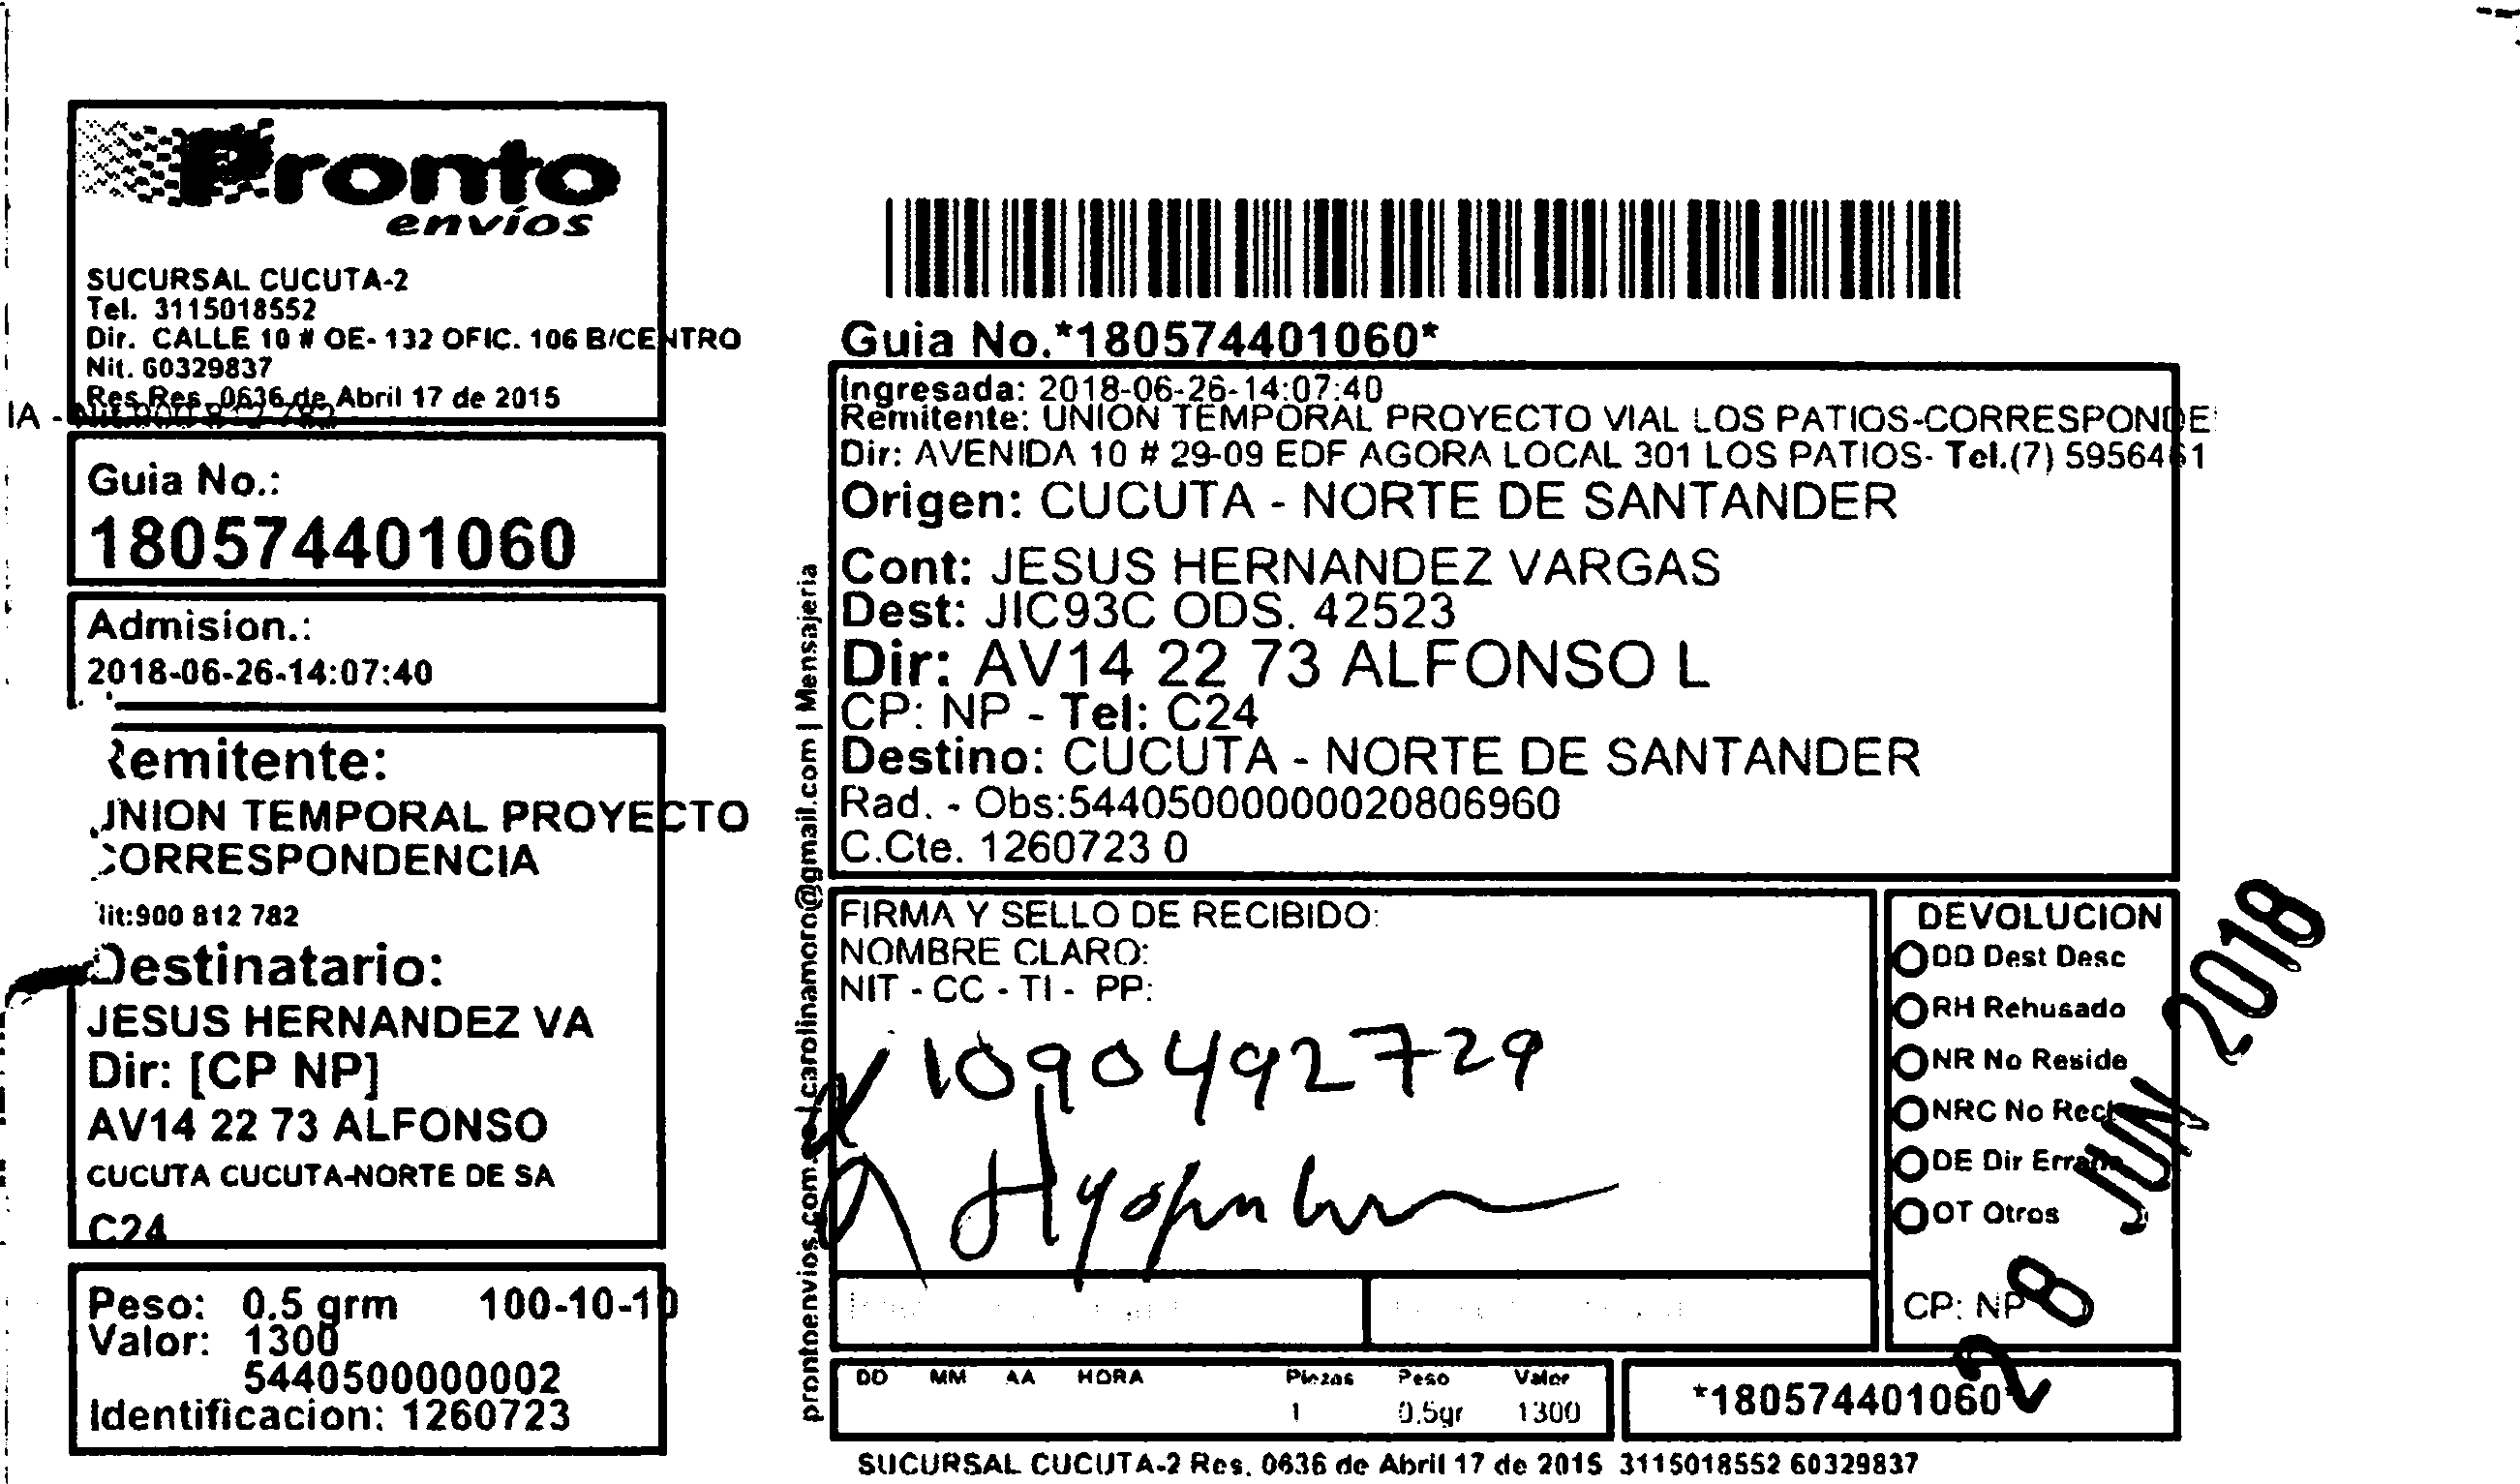 Pronto
envíos
SUCURSAL CUCUTA-2
Tel. 3115018552
Dir. CALLE 10 # OE- 132 OFIC. 106 B/CENTRO
Nit. 60329837
Res Res. 0636 de Abril 17 de 2015
IA -
Guia No.:
180574401060
Admision.:
2018-06-26-14:07:40
Remitente:
UNION TEMPORAL PROYECTO
CORRESPONDENCIA
Nit:900 812 782
Destinatario:
JESUS HERNANDEZ VA
Dir: [CP NP]
AV14 22 73 ALFONSO
CUCUTA CUCUTA-NORTE DE SA
C24
Peso: 0.5 grm 100-10-10
Valor: 1300
5440500000002
Identificacion: 1260723
Guia No.*180574401060*
Ingresada: 2018-06-26-14:07:40
Remitente: UNION TEMPORAL PROYECTO VIAL LOS PATIOS-CORRESPONDE
Dir: AVENIDA 10 # 29-09 EDF AGORA LOCAL 301 LOS PATIOS- Tel.(7) 5956461
Origen: CUCUTA - NORTE DE SANTANDER
Cont: JESUS HERNANDEZ VARGAS
Dest: JIC93C ODS. 42523
Dir: AV14 22 73 ALFONSO L
CP: NP - Tel: C24
Destino: CUCUTA - NORTE DE SANTANDER
Rad. - Obs:544050000000020806960
C.Cte. 1260723 0
FIRMA Y SELLO DE RECIBIDO:
NOMBRE CLARO:
NIT - CC - TI - PP:
1090492729
DEVOLUCION
DD Dest Desc
RH Rehusado
NR No Reside
NRC No Recl
DE Dir Errada
OT Otros
CP: NP
28 JUN 2018
DD MM AA HORA Piezas Peso Valor
1 0.5gr 1300
*180574401060*
SUCURSAL CUCUTA-2 Res. 0636 de Abril 17 de 2015 3115018552 60329837
prontoenvios.com. | carolinamoro@gmail.com | Mensajeria